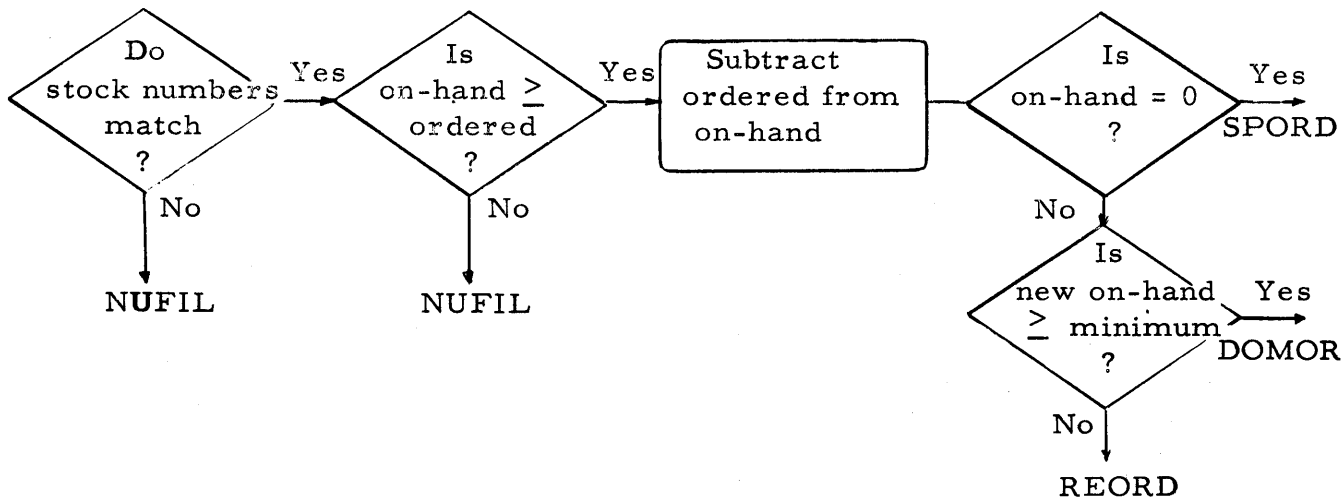 Do
stock numbers
match
?
Yes
No
NUFIL
Is
on-hand ≥
ordered
?
Yes
No
NUFIL
Subtract
ordered from
on-hand
Is
on-hand = 0
?
Yes
SPORD
No
Is
new on-hand
≥ minimum
?
Yes
DOMOR
No
REORD